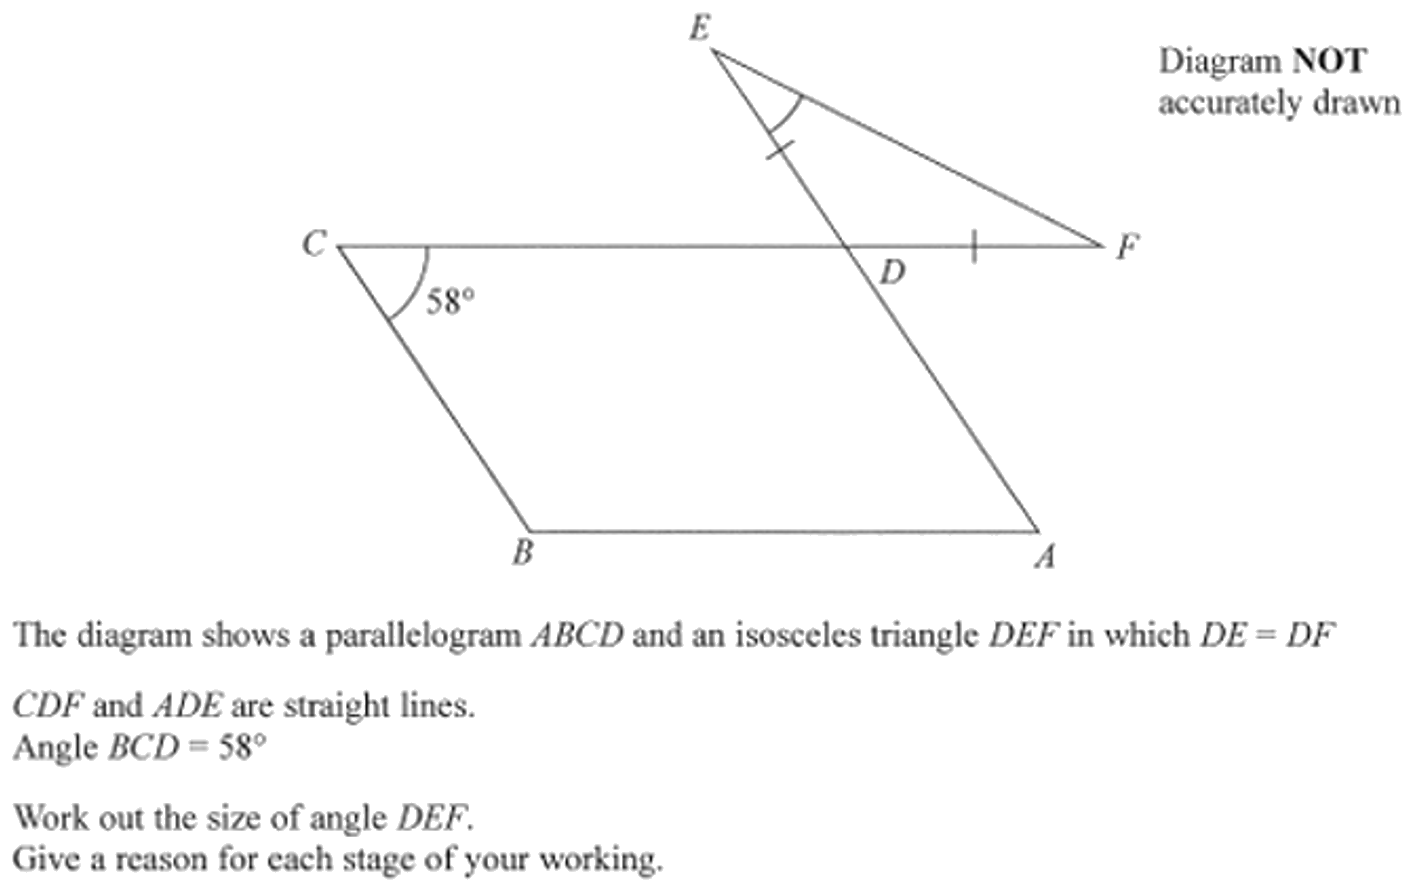 E
Diagram NOT
accurately drawn
C
F
D
58°
B
A
The diagram shows a parallelogram ABCD and an isosceles triangle DEF in which DE = DF
CDF and ADE are straight lines.
Angle BCD = 58°
Work out the size of angle DEF.
Give a reason for each stage of your working.